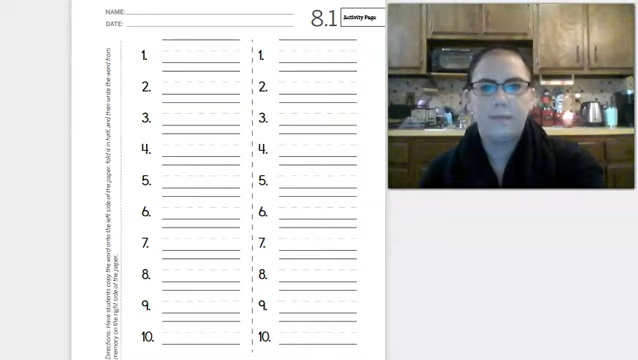 NAME:
DATE:
8.1 Activity Page
1. 1.
2. 2.
3. 3.
4. 4.
5. 5.
6. 6.
7. 7.
8. 8.
9. 9.
10. 10.
Directions: Have students copy the word onto the left side of the paper, fold it in half, and then write the word from
memory on the right side of the paper.